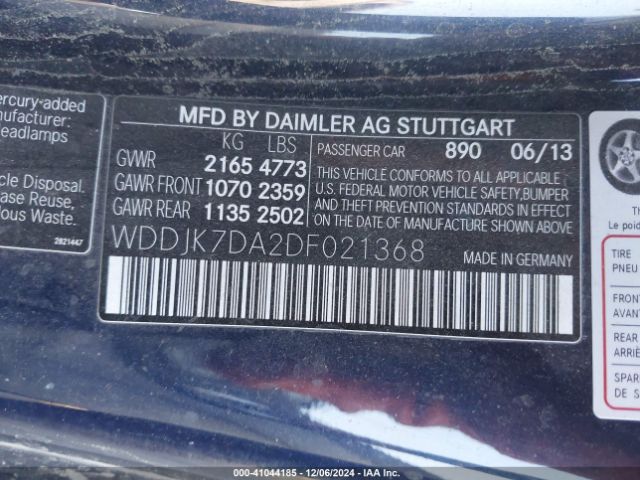 ercury-added
anufacturer:
eadlamps
cle Disposal.
ase Reuse,
ous Waste.
2821447
MFD BY DAIMLER AG STUTTGART
KG LBS
GVWR 2165 4773
GAWR FRONT 1070 2359
GAWR REAR 1135 2502
PASSENGER CAR 890 06/13
THIS VEHICLE CONFORMS TO ALL APPLICABLE
U.S. FEDERAL MOTOR VEHICLE SAFETY, BUMPER
AND THEFT PREVENTION STANDARDS IN EFFECT
ON THE DATE OF MANUFACTURE SHOWN ABOVE
WDDJK7DA2DF021368 MADE IN GERMANY
Th
Le poid
TIRE
PNEU
FRONT
AVANT
REAR
ARRIÈ
SPAR
DE S
000-41044185 - 12/06/2024 - IAA Inc.